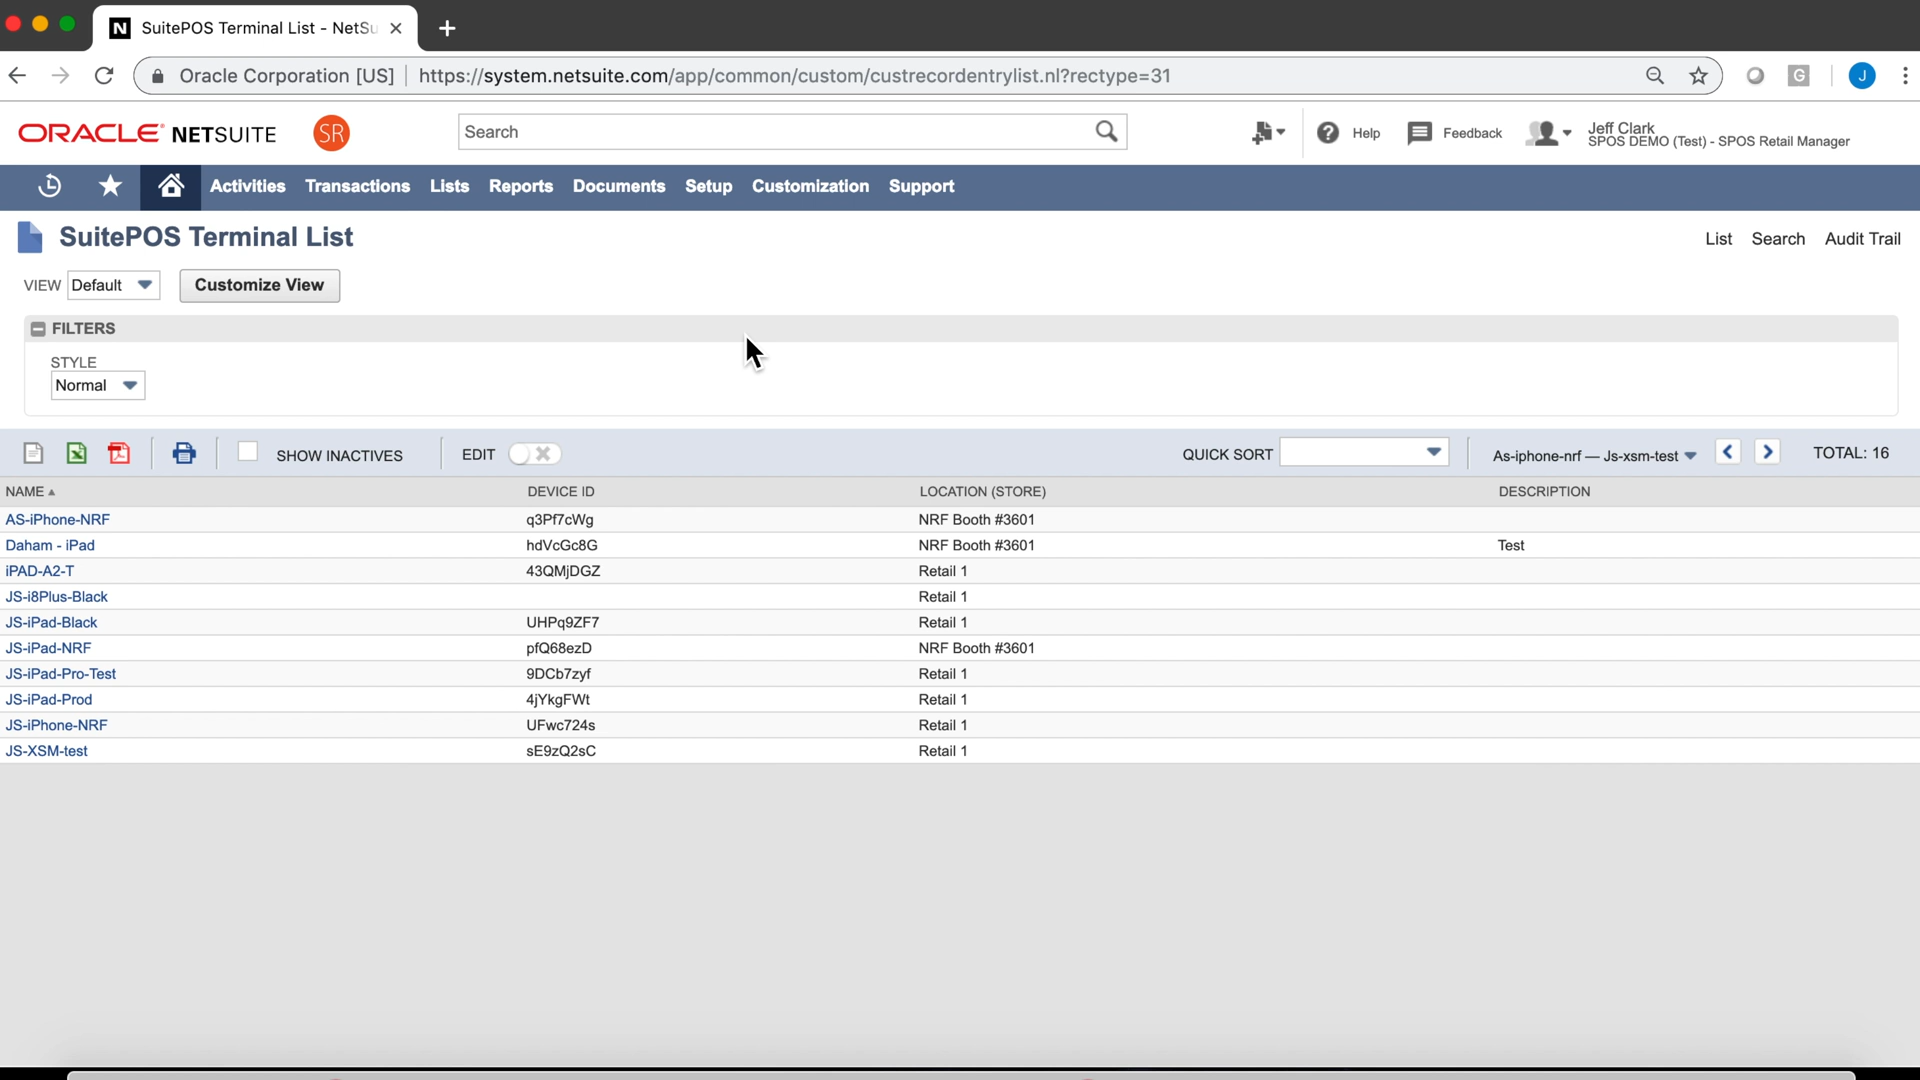 SuitePOS Terminal List - NetSu
Oracle Corporation [US] https://system.netsuite.com/app/common/custom/custrecordentrylist.nl?rectype=31 G J
ORACLE NETSUITE SR Search Help Feedback Jeff Clark
SPOS DEMO (Test) - SPOS Retail Manager
Activities Transactions Lists Reports Documents Setup Customization Support
SuitePOS Terminal List List Search Audit Trail
VIEW Default Customize View
FILTERS
STYLE
Normal
SHOW INACTIVES EDIT QUICK SORT As-iphone-nrf — Js-xsm-test TOTAL: 16
NAME DEVICE ID LOCATION (STORE) DESCRIPTION
AS-iPhone-NRF q3Pf7cWg NRF Booth #3601
Daham - iPad hdVcGc8G NRF Booth #3601 Test
iPAD-A2-T 43QMjDGZ Retail 1
JS-i8Plus-Black Retail 1
JS-iPad-Black UHPq9ZF7 Retail 1
JS-iPad-NRF pfQ68ezD NRF Booth #3601
JS-iPad-Pro-Test 9DCb7zyf Retail 1
JS-iPad-Prod 4jYkgFWt Retail 1
JS-iPhone-NRF UFwc724s Retail 1
JS-XSM-test sE9zQ2sC Retail 1